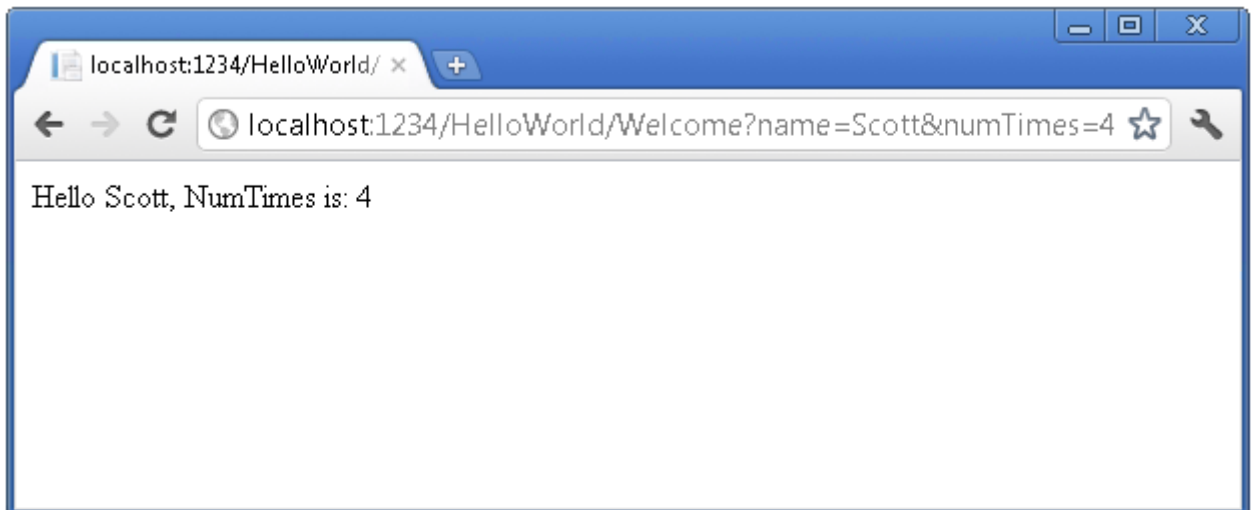 localhost:1234/HelloWorld/
localhost:1234/HelloWorld/Welcome?name=Scott&numTimes=4
Hello Scott, NumTimes is: 4